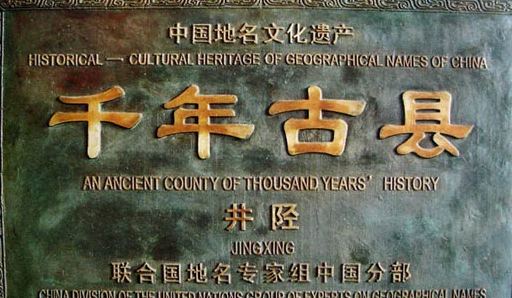 中国地名文化遗产
HISTORICAL — CULTURAL HERITAGE OF GEOGRAPHICAL NAMES OF CHINA
千年古县
AN ANCIENT COUNTY OF THOUSAND YEARS' HISTORY
井陉
JINGXING
联合国地名专家组中国分部
CHINA DIVISION OF THE UNITED NATIONS GROUP OF EXPERTS ON GEOGRAPHICAL NAMES